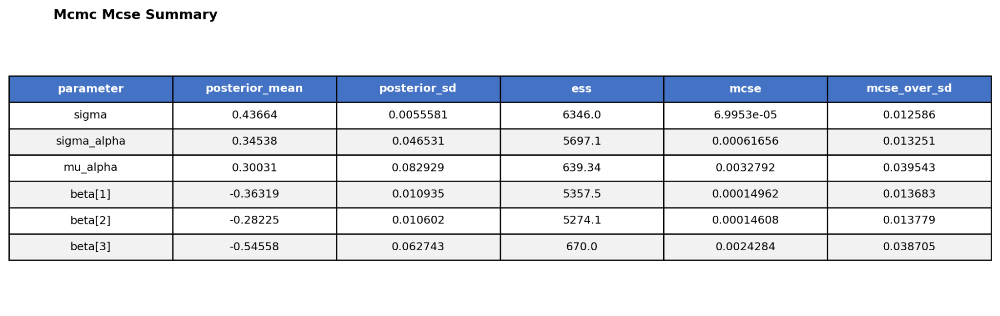 Mcmc Mcse Summary
parameter posterior_mean posterior_sd ess mcse mcse_over_sd
sigma 0.43664 0.0055581 6346.0 6.9953e-05 0.012586
sigma_alpha 0.34538 0.046531 5697.1 0.00061656 0.013251
mu_alpha 0.30031 0.082929 639.34 0.0032792 0.039543
beta[1] -0.36319 0.010935 5357.5 0.00014962 0.013683
beta[2] -0.28225 0.010602 5274.1 0.00014608 0.013779
beta[3] -0.54558 0.062743 670.0 0.0024284 0.038705